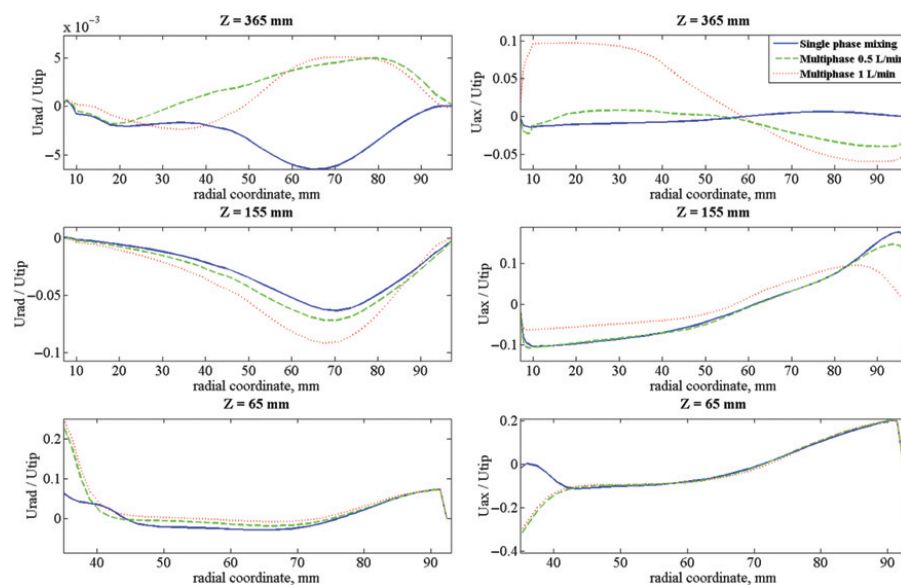 Z = 365 mm
x 10⁻³
5
0
−5
Urad / Utip
10 20 30 40 50 60 70 80 90
radial coordinate, mm
Z = 365 mm
0.1
0.05
0
−0.05
Uax / Utip
10 20 30 40 50 60 70 80 90
radial coordinate, mm
Single phase mixing
Multiphase 0.5 L/min
Multiphase 1 L/min
Z = 155 mm
0
−0.05
−0.1
Urad / Utip
10 20 30 40 50 60 70 80 90
radial coordinate, mm
Z = 155 mm
0.1
0
−0.1
Uax / Utip
10 20 30 40 50 60 70 80 90
radial coordinate, mm
Z = 65 mm
0.2
0.1
0
Urad / Utip
40 50 60 70 80 90
radial coordinate, mm
Z = 65 mm
0.2
0
−0.2
−0.4
Uax / Utip
40 50 60 70 80 90
radial coordinate, mm